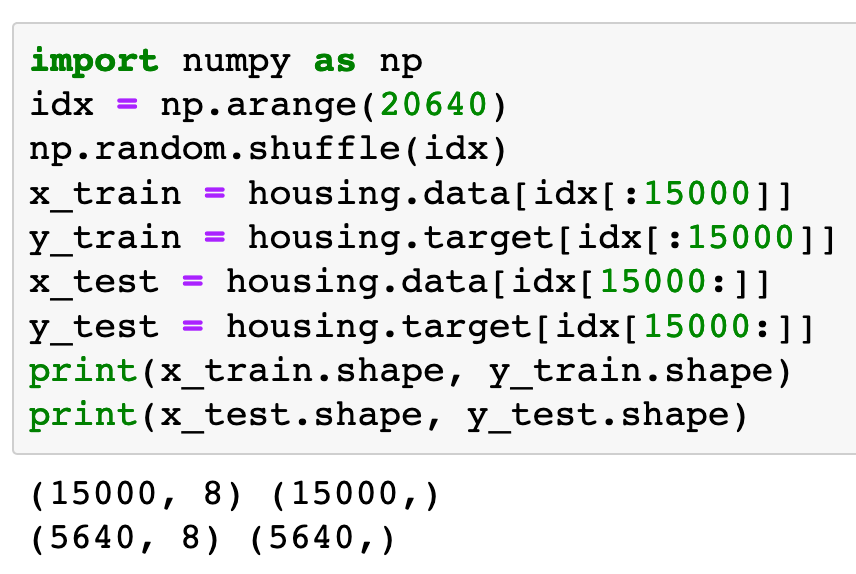 import numpy as np
idx = np.arange(20640)
np.random.shuffle(idx)
x_train = housing.data[idx[:15000]]
y_train = housing.target[idx[:15000]]
x_test = housing.data[idx[15000:]]
y_test = housing.target[idx[15000:]]
print(x_train.shape, y_train.shape)
print(x_test.shape, y_test.shape)
(15000, 8) (15000,)
(5640, 8) (5640,)